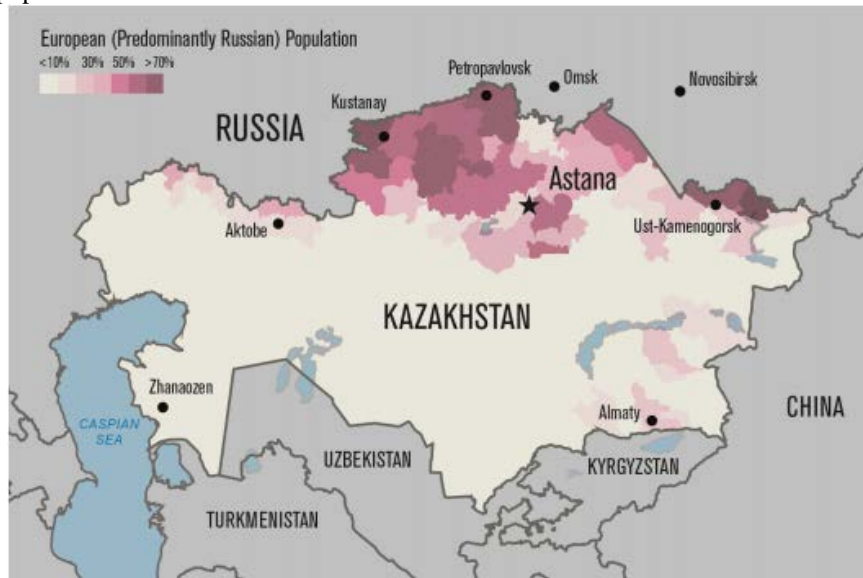 European (Predominantly Russian) Population
<10% 30% 50% >70%
Petropavlovsk
Omsk
Novosibirsk
Kustanay
RUSSIA
Astana
Aktobe
Ust-Kamenogorsk
KAZAKHSTAN
Zhanaozen
Almaty
CHINA
CASPIAN
SEA
UZBEKISTAN
KYRGYZSTAN
TURKMENISTAN